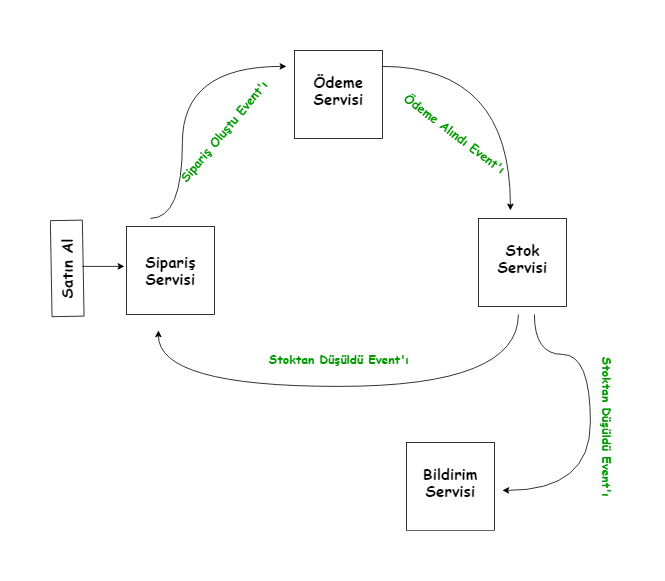 Ödeme
Servisi
Sipariş Oluştu Event'ı
Ödeme Alındı Event'ı
Satın Al
Sipariş
Servisi
Stok
Servisi
Stoktan Düşüldü Event'ı
Stoktan Düşüldü Event'ı
Bildirim
Servisi